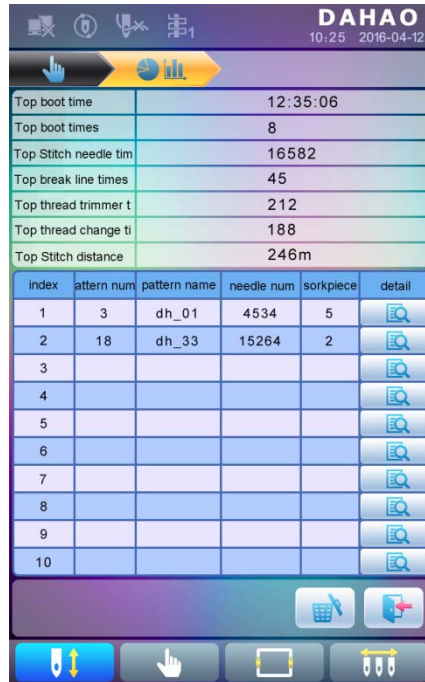 DAHAO
1
10:25 2016-04-12
Top boot time 12:35:06
Top boot times 8
Top Stitch needle tim 16582
Top break line times 45
Top thread trimmer t 212
Top thread change ti 188
Top Stitch distance 246m
index attern num pattern name needle num sorkpiece detail
1 3 dh_01 4534 5
2 18 dh_33 15264 2
3
4
5
6
7
8
9
10